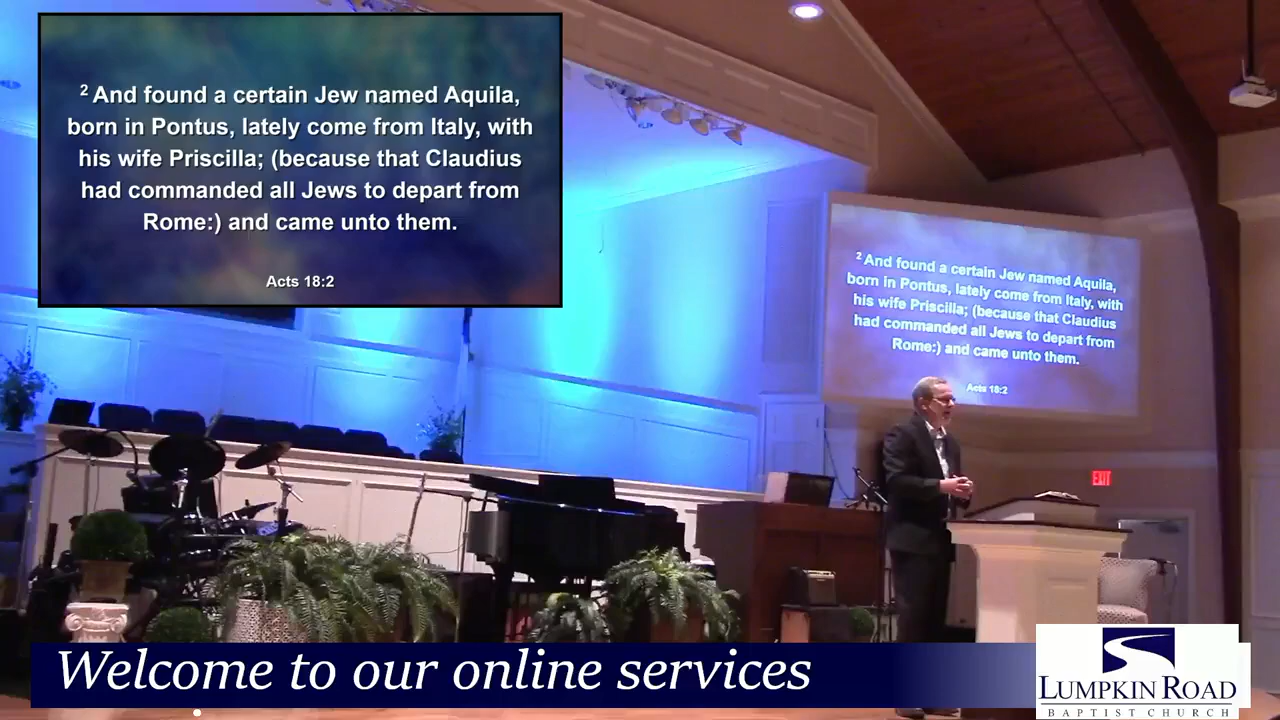 2 And found a certain Jew named Aquila,
born in Pontus, lately come from Italy, with
his wife Priscilla; (because that Claudius
had commanded all Jews to depart from
Rome:) and came unto them.
Acts 18:2
2 And found a certain Jew named Aquila,
born in Pontus, lately come from Italy, with
his wife Priscilla; (because that Claudius
had commanded all Jews to depart from
Rome:) and came unto them.
Acts 18:2
EXIT
Welcome to our online services
LUMPKIN ROAD
BAPTIST CHURCH